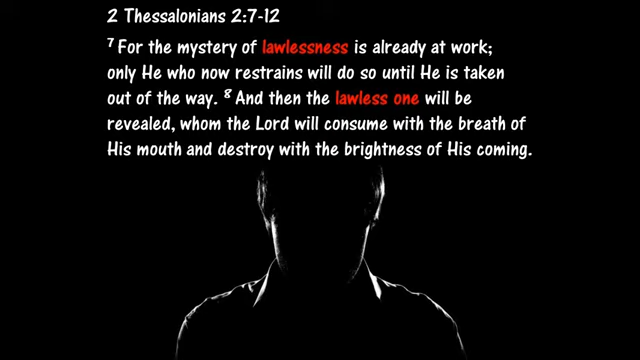 2 Thessalonians 2:7-12
⁷ For the mystery of lawlessness is already at work;
only He who now restrains will do so until He is taken
out of the way. ⁸ And then the lawless one will be
revealed, whom the Lord will consume with the breath of
His mouth and destroy with the brightness of His coming.